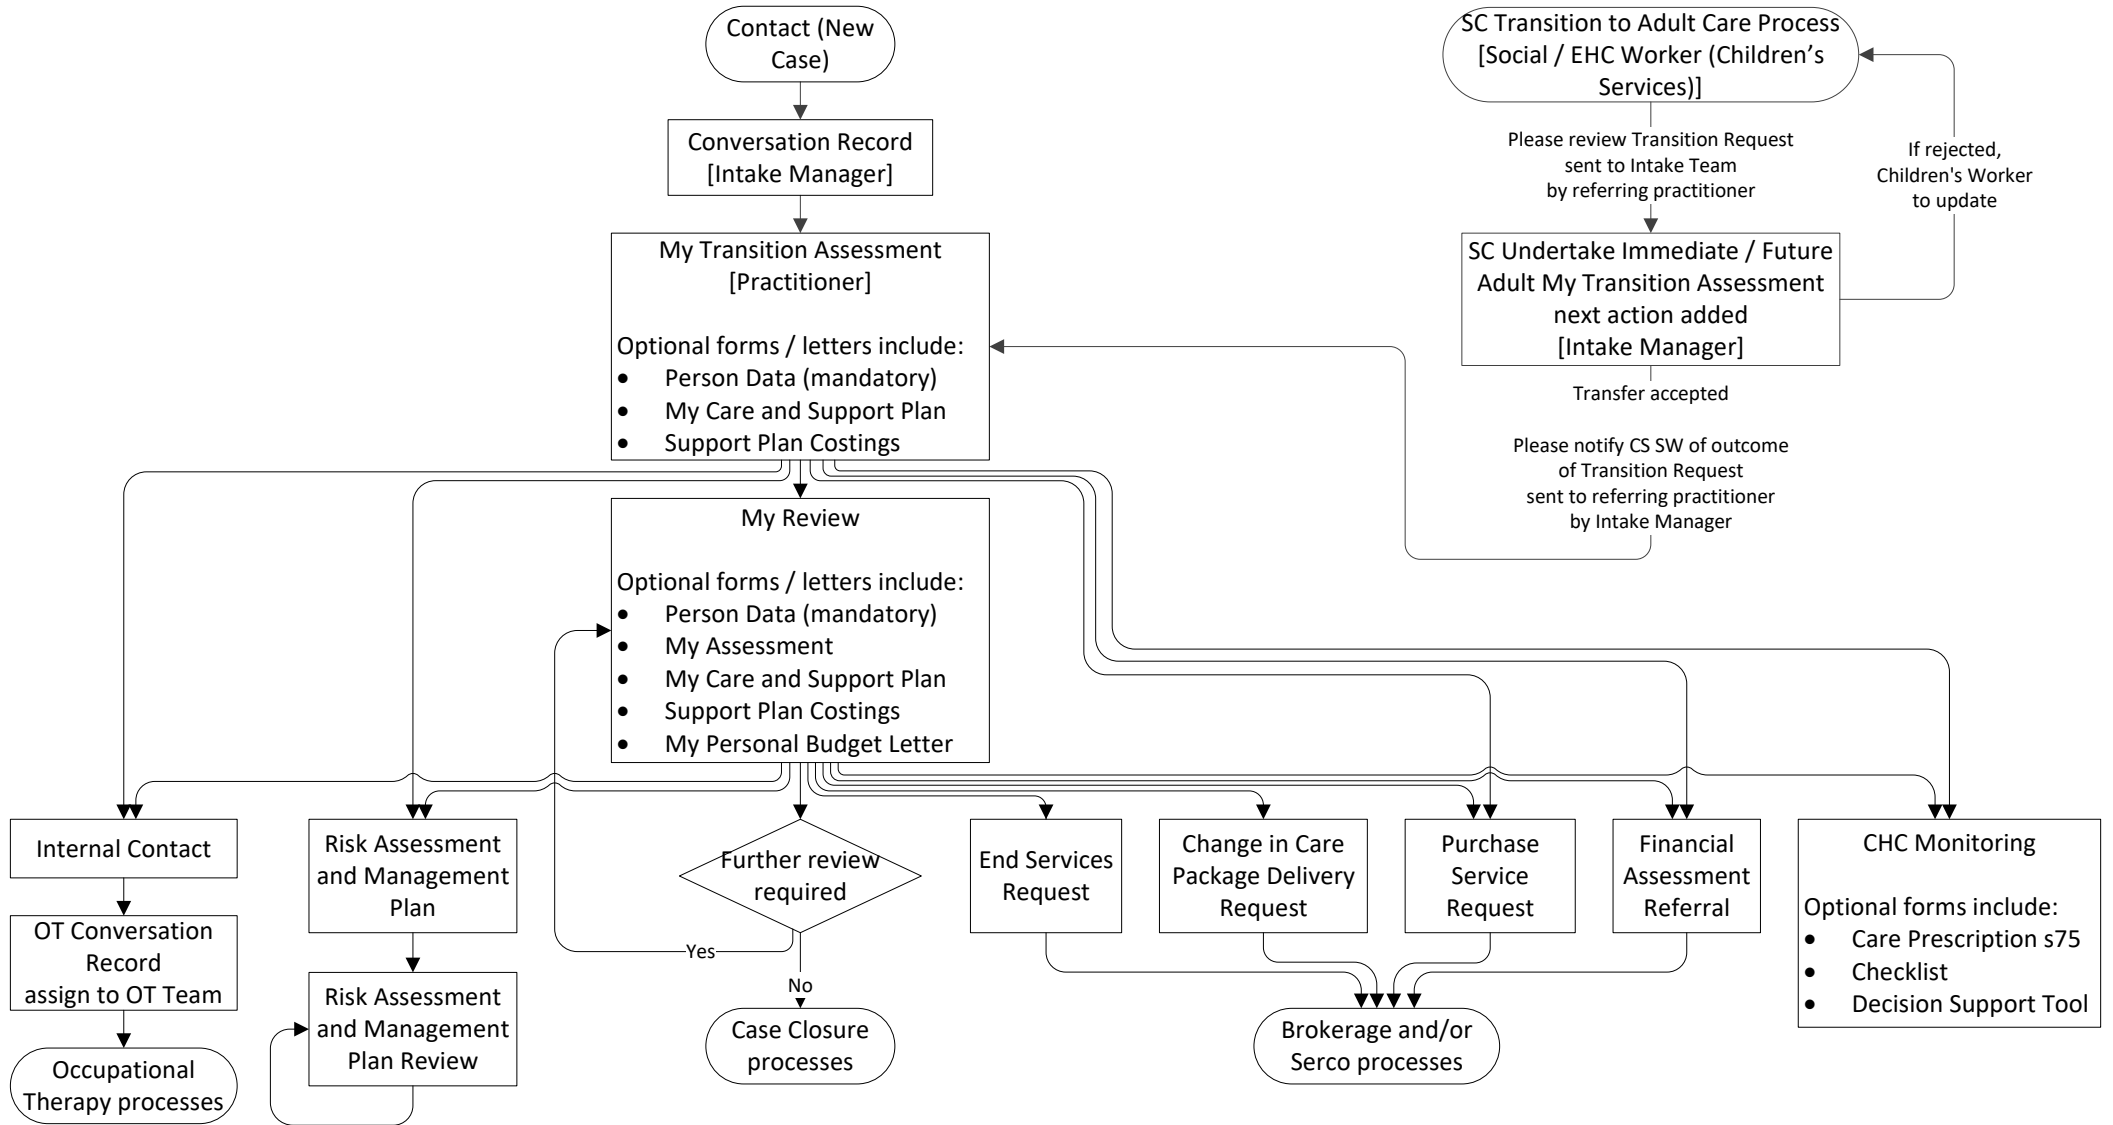 Contact (New
Case)
Conversation Record
[Intake Manager]
My Transition Assessment
[Practitioner]
Optional forms / letters include:
• Person Data (mandatory)
• My Care and Support Plan
• Support Plan Costings
SC Transition to Adult Care Process
[Social / EHC Worker (Children’s
Services)]
Please review Transition Request
sent to Intake Team
by referring practitioner
If rejected,
Children's Worker
to update
SC Undertake Immediate / Future
Adult My Transition Assessment
next action added
[Intake Manager]
Transfer accepted
Please notify CS SW of outcome
of Transition Request
sent to referring practitioner
by Intake Manager
My Review
Optional forms / letters include:
• Person Data (mandatory)
• My Assessment
• My Care and Support Plan
• Support Plan Costings
• My Personal Budget Letter
Internal Contact
OT Conversation
Record
assign to OT Team
Occupational
Therapy processes
Risk Assessment
and Management
Plan
Risk Assessment
and Management
Plan Review
Further review
required
Yes
No
Case Closure
processes
End Services
Request
Change in Care
Package Delivery
Request
Purchase
Service
Request
Financial
Assessment
Referral
Brokerage and/or
Serco processes
CHC Monitoring
Optional forms include:
• Care Prescription s75
• Checklist
• Decision Support Tool